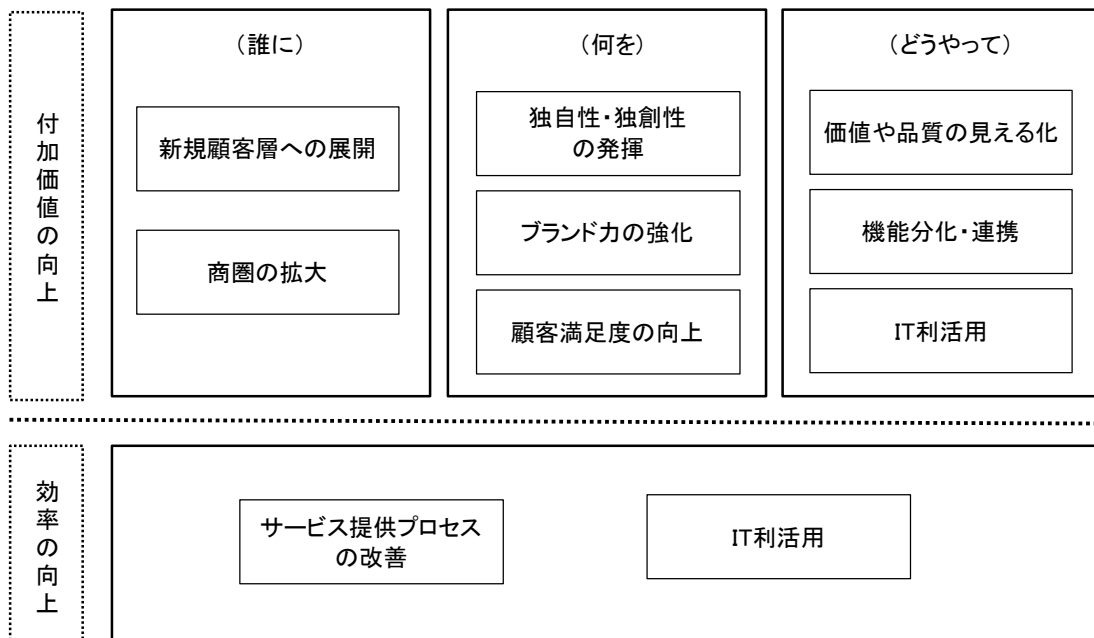 付加価値の向上
(誰に)
新規顧客層への展開
商圏の拡大
(何を)
独自性・独創性
の発揮
ブランド力の強化
顧客満足度の向上
(どうやって)
価値や品質の見える化
機能分化・連携
IT利活用
効率の向上
サービス提供プロセス
の改善
IT利活用